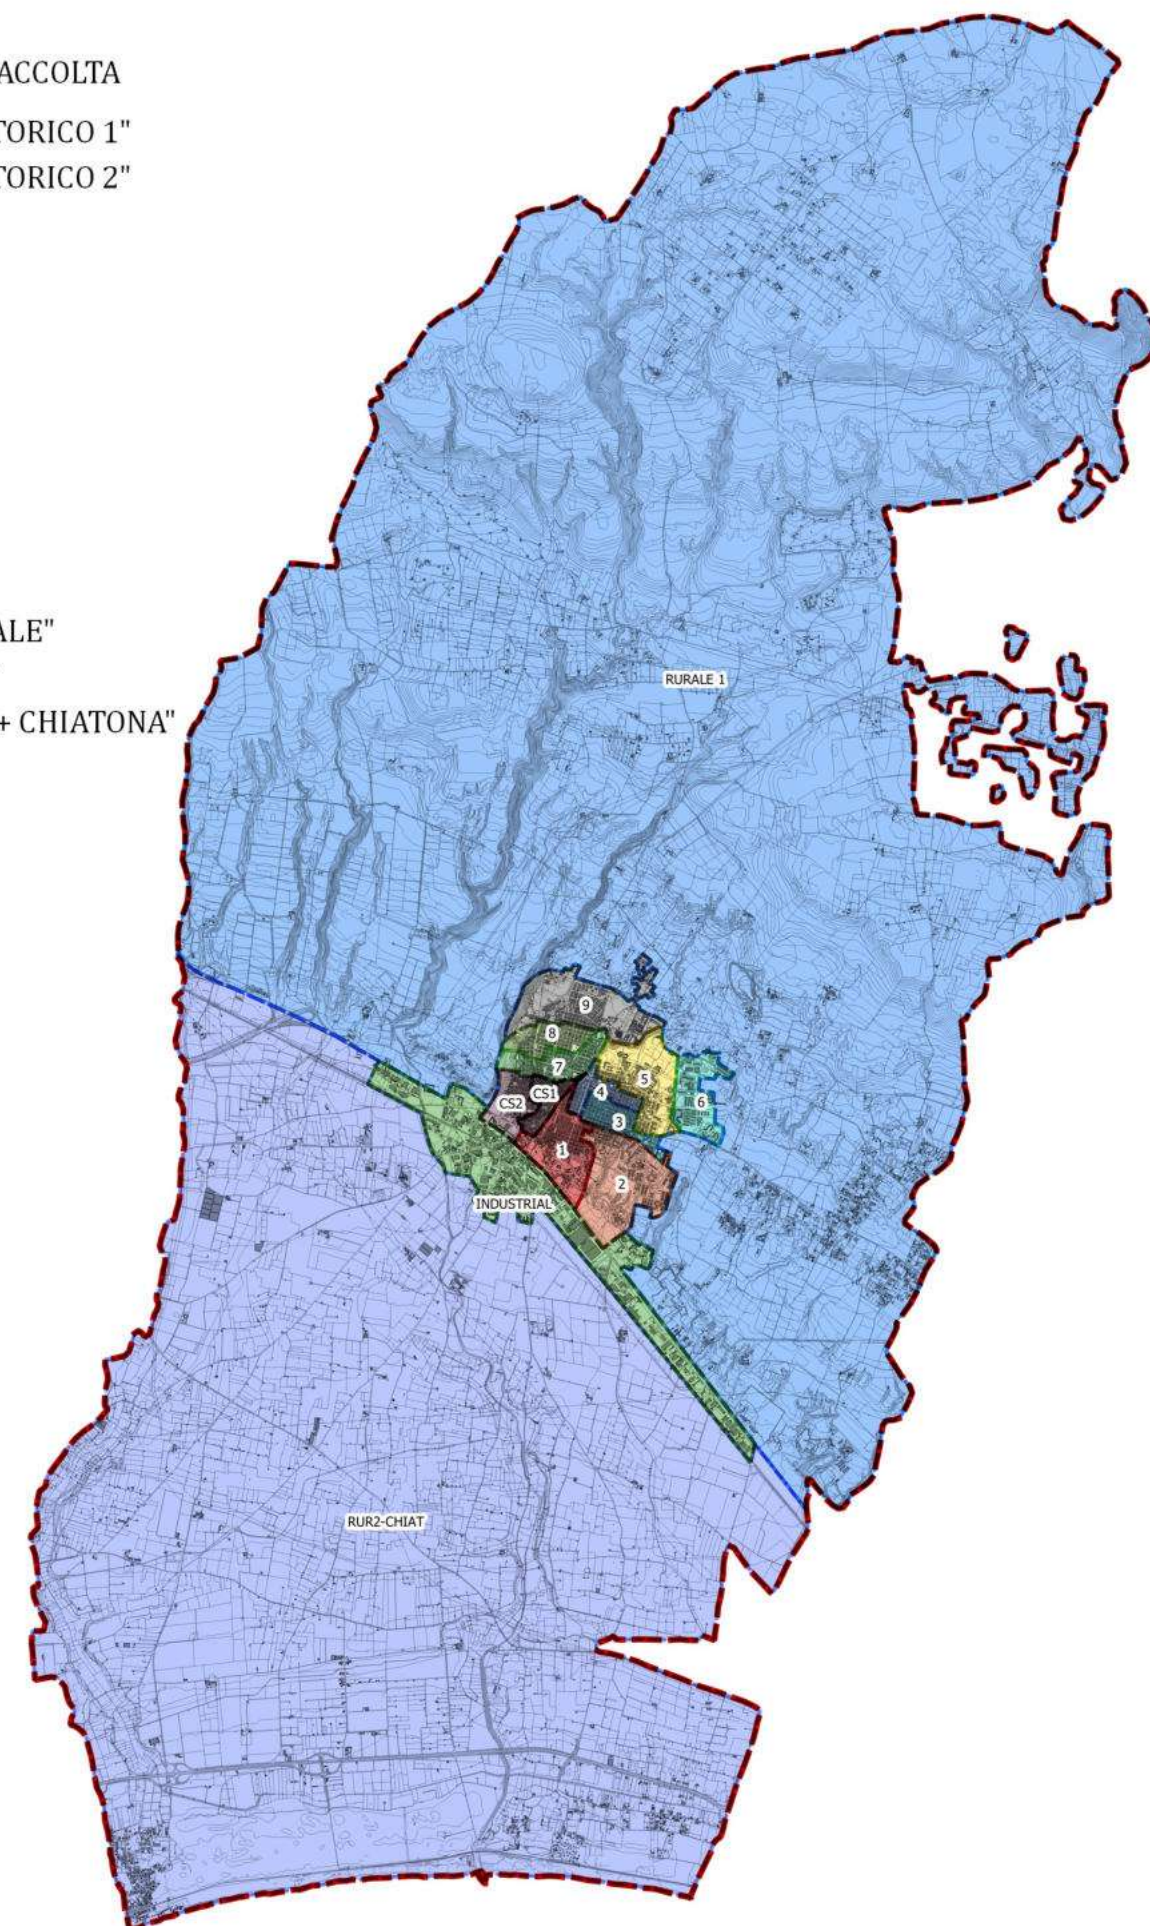 ACCOLTA
TORICO 1"
TORICO 2"
ALE"
+ CHIATONA"
RURALE 1
9
8
7
5
4
6
CS1
CS2
3
1
2
INDUSTRIAL
RUR2-CHIAT